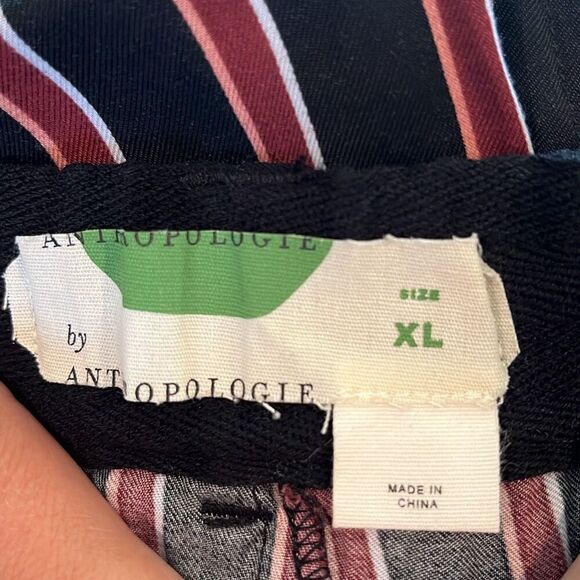 ANTHROPOLOGIE
SIZE
XL
by
ANTHROPOLOGIE
MADE IN
CHINA